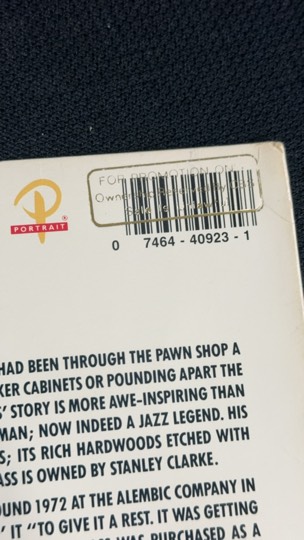 FOR PROMOTION ON
PORTRAIT
®
0 7464-40923-1
HAD BEEN THROUGH THE PAWN SHOP A
KER CABINETS OR POUNDING APART THE
S' STORY IS MORE AWE-INSPIRING THAN
MAN; NOW INDEED A JAZZ LEGEND. HIS
S; ITS RICH HARDWOODS ETCHED WITH
ASS IS OWNED BY STANLEY CLARKE.
OUND 1972 AT THE ALEMBIC COMPANY IN
' IT "TO GIVE IT A REST. IT WAS GETTING
WAS PURCHASED AS A